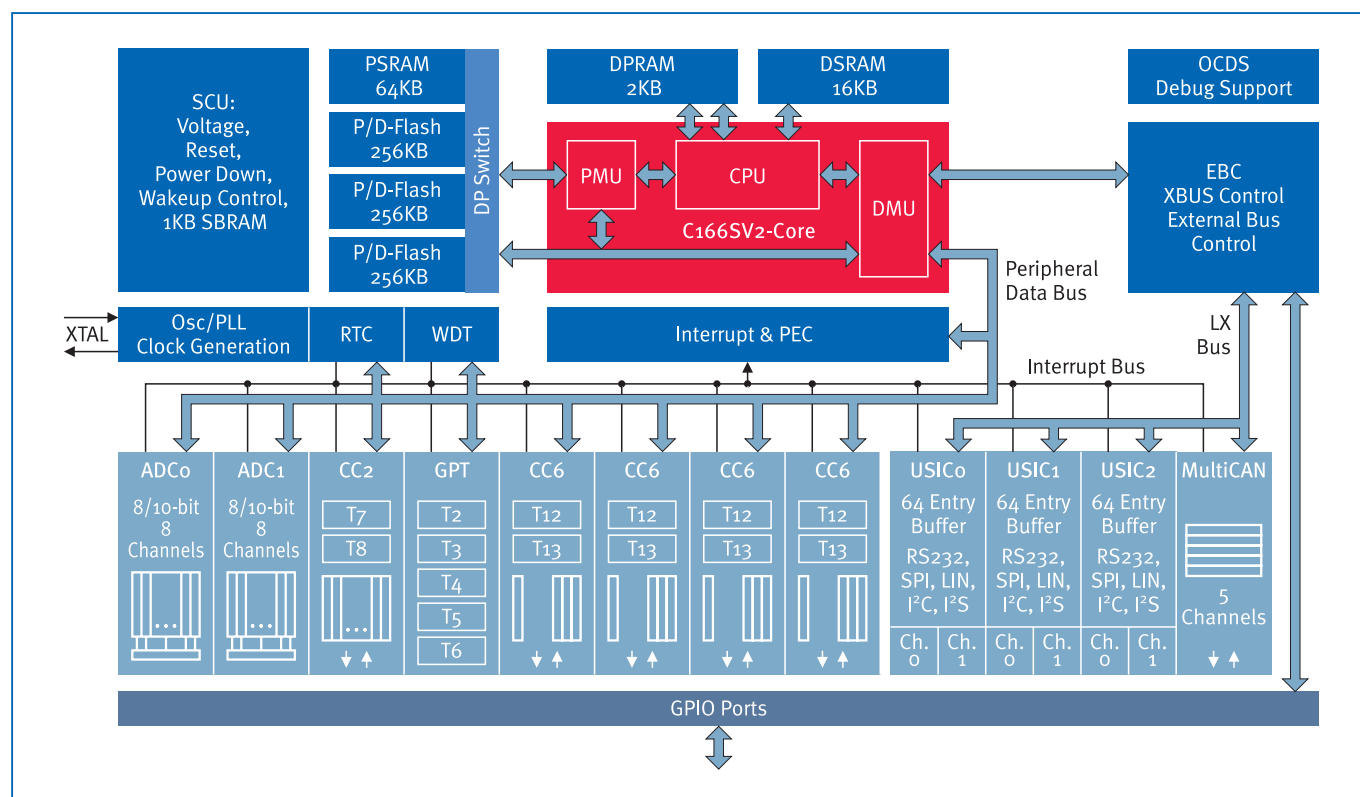 SCU:
Voltage,
Reset,
Power Down,
Wakeup Control,
1KB SBRAM
PSRAM
64KB
P/D-Flash
256KB
P/D-Flash
256KB
P/D-Flash
256KB
DP Switch
DPRAM
2KB
DSRAM
16KB
PMU
CPU
DMU
C166SV2-Core
OCDS
Debug Support
EBC
XBUS Control
External Bus
Control
Peripheral
Data Bus
LX
Bus
XTAL
Osc/PLL
Clock Generation
RTC
WDT
Interrupt & PEC
Interrupt Bus
ADC0
8/10-bit
8
Channels
...
ADC1
8/10-bit
8
Channels
...
CC2
T7
T8
...
GPT
T2
T3
T4
T5
T6
CC6
T12
T13
CC6
T12
T13
CC6
T12
T13
CC6
T12
T13
USIC0
64 Entry
Buffer
RS232,
SPI, LIN,
I²C, I²S
Ch.
0
Ch.
1
USIC1
64 Entry
Buffer
RS232,
SPI, LIN,
I²C, I²S
Ch.
0
Ch.
1
USIC2
64 Entry
Buffer
RS232,
SPI, LIN,
I²C, I²S
Ch.
0
Ch.
1
MultiCAN
5
Channels
GPIO Ports